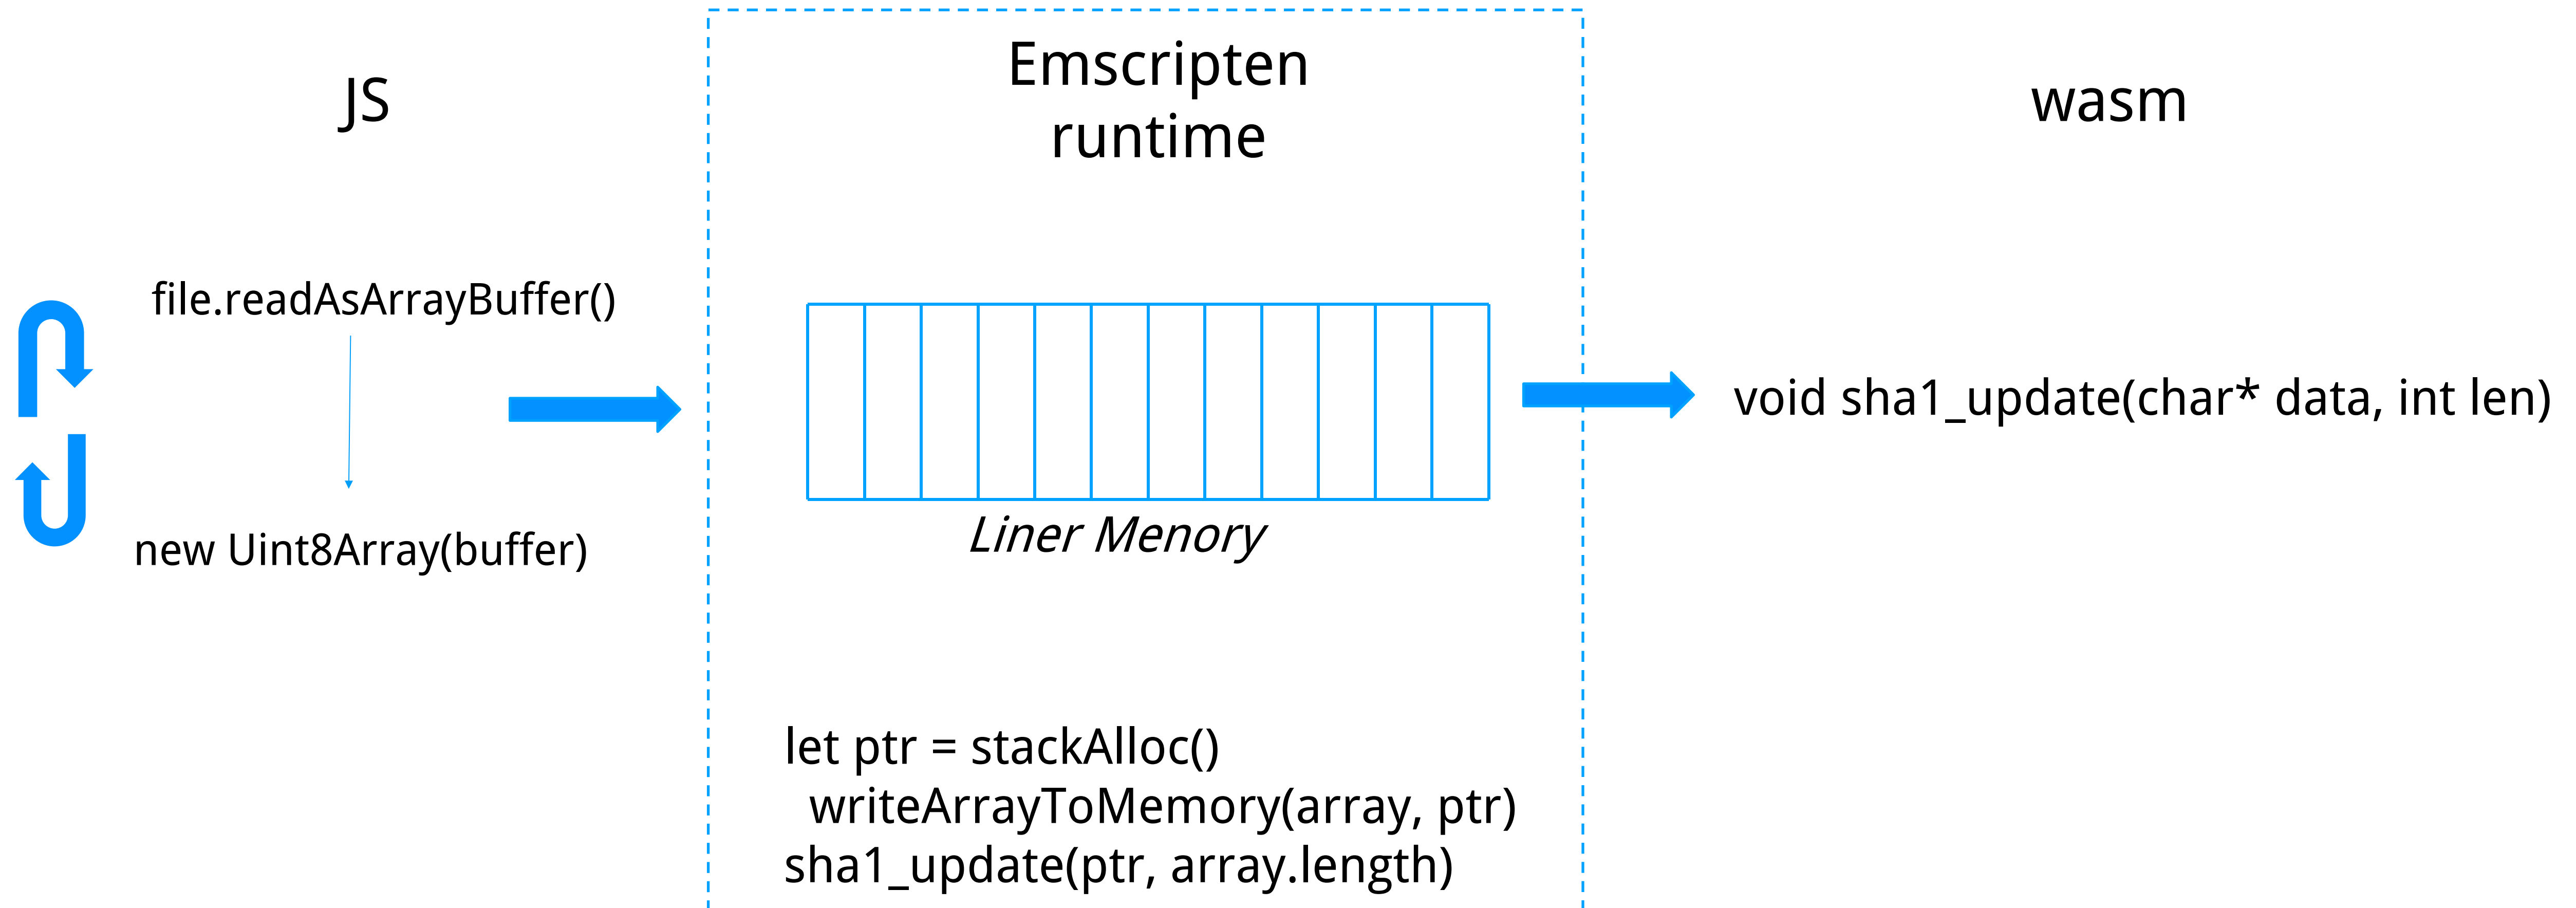 JS
Emscripten
runtime
wasm
file.readAsArrayBuffer()
new Uint8Array(buffer)
Liner Menory
void sha1_update(char* data, int len)
let ptr = stackAlloc()
writeArrayToMemory(array, ptr)
sha1_update(ptr, array.length)